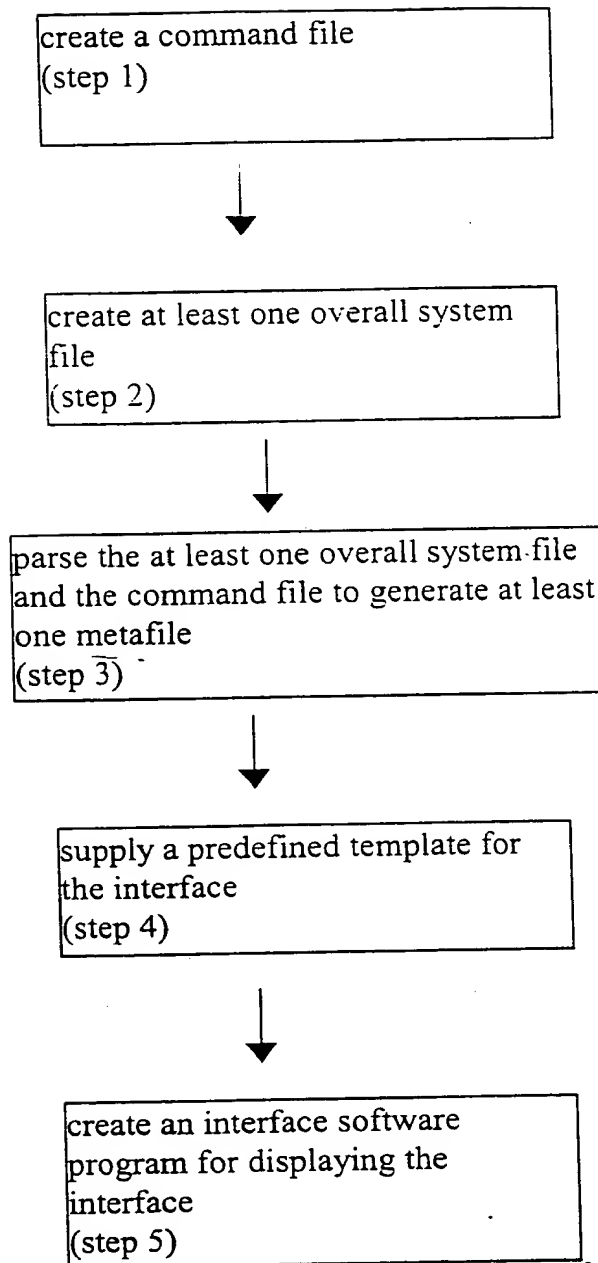 create a command file
(step 1)
create at least one overall system
file
(step 2)
parse the at least one overall system file
and the command file to generate at least
one metafile
(step 3)
supply a predefined template for
the interface
(step 4)
create an interface software
program for displaying the
interface
(step 5)